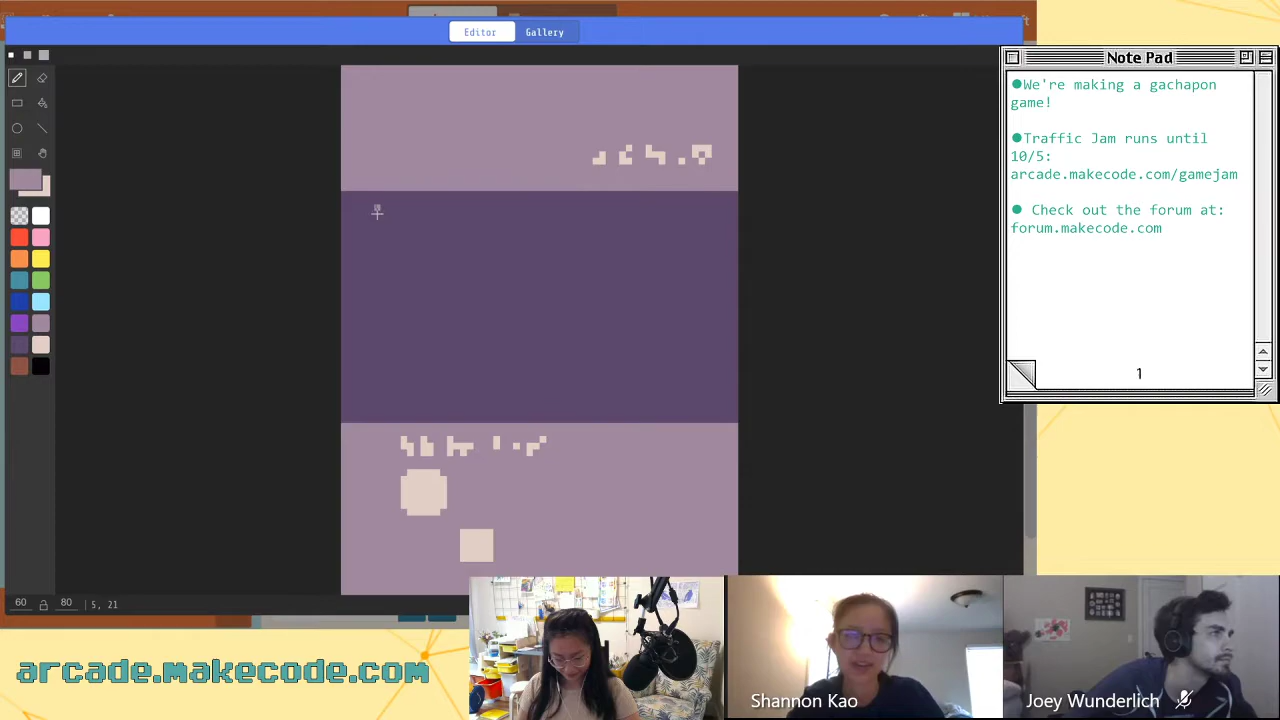 Editor Gallery
Note Pad
●We're making a gachapon
game!
●Traffic Jam runs until
10/5:
arcade.makecode.com/gamejam
● Check out the forum at:
forum.makecode.com
1
60 80 5, 21
arcade.makecode.com
Shannon Kao
Joey Wunderlich